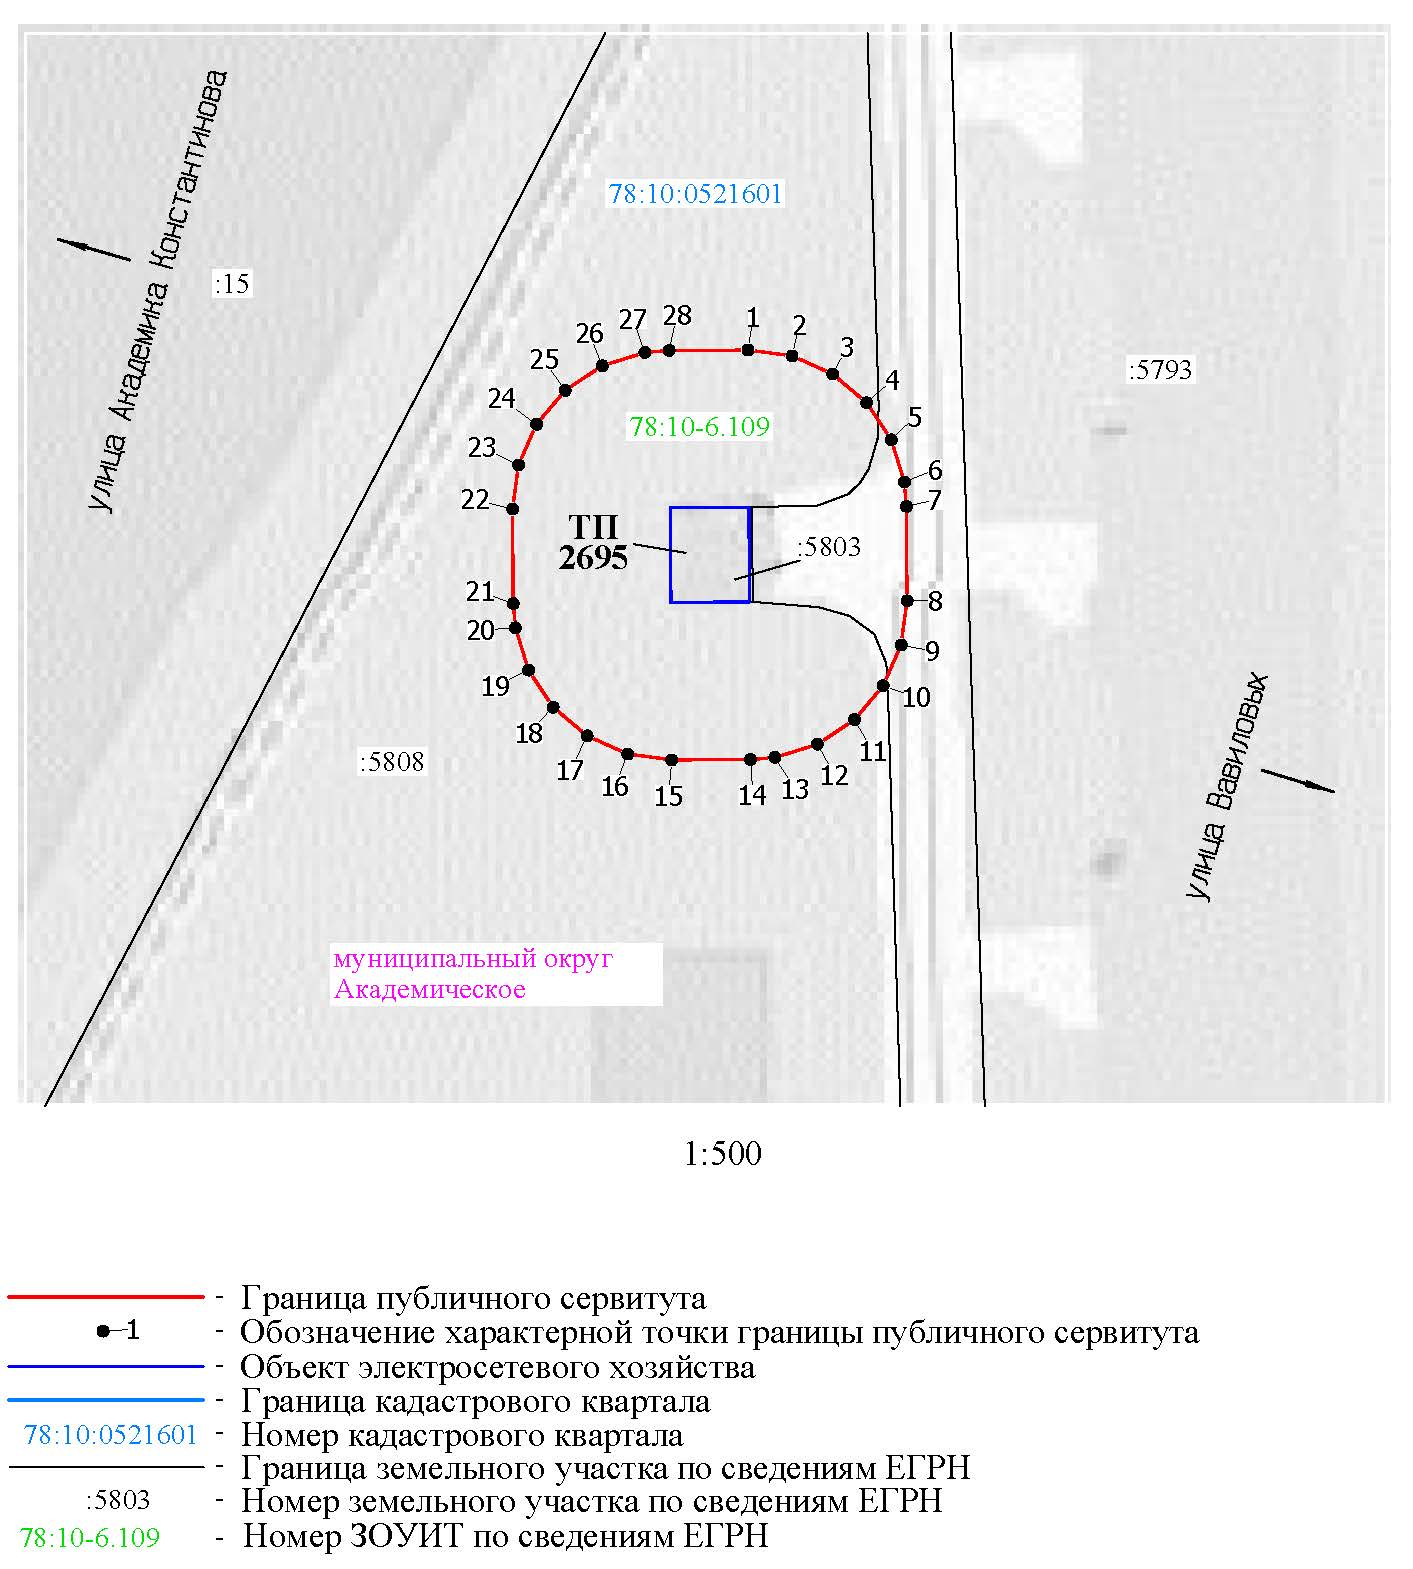 улица Академика Константинова
78:10:0521601
:15
28
1
27
2
26
3
25
:5793
4
24
5
78:10-6.109
23
6
22
7
ТП
2695
:5803
21
8
20
9
19
10
18
11
17
12
:5808
16
15
14
13
улица Вавиловых
муниципальный округ
Академическое
1:500
- Граница публичного сервитута
1 - Обозначение характерной точки границы публичного сервитута
- Объект электросетевого хозяйства
- Граница кадастрового квартала
78:10:0521601 - Номер кадастрового квартала
- Граница земельного участка по сведениям ЕГРН
:5803 - Номер земельного участка по сведениям ЕГРН
78:10-6.109 - Номер ЗОУИТ по сведениям ЕГРН